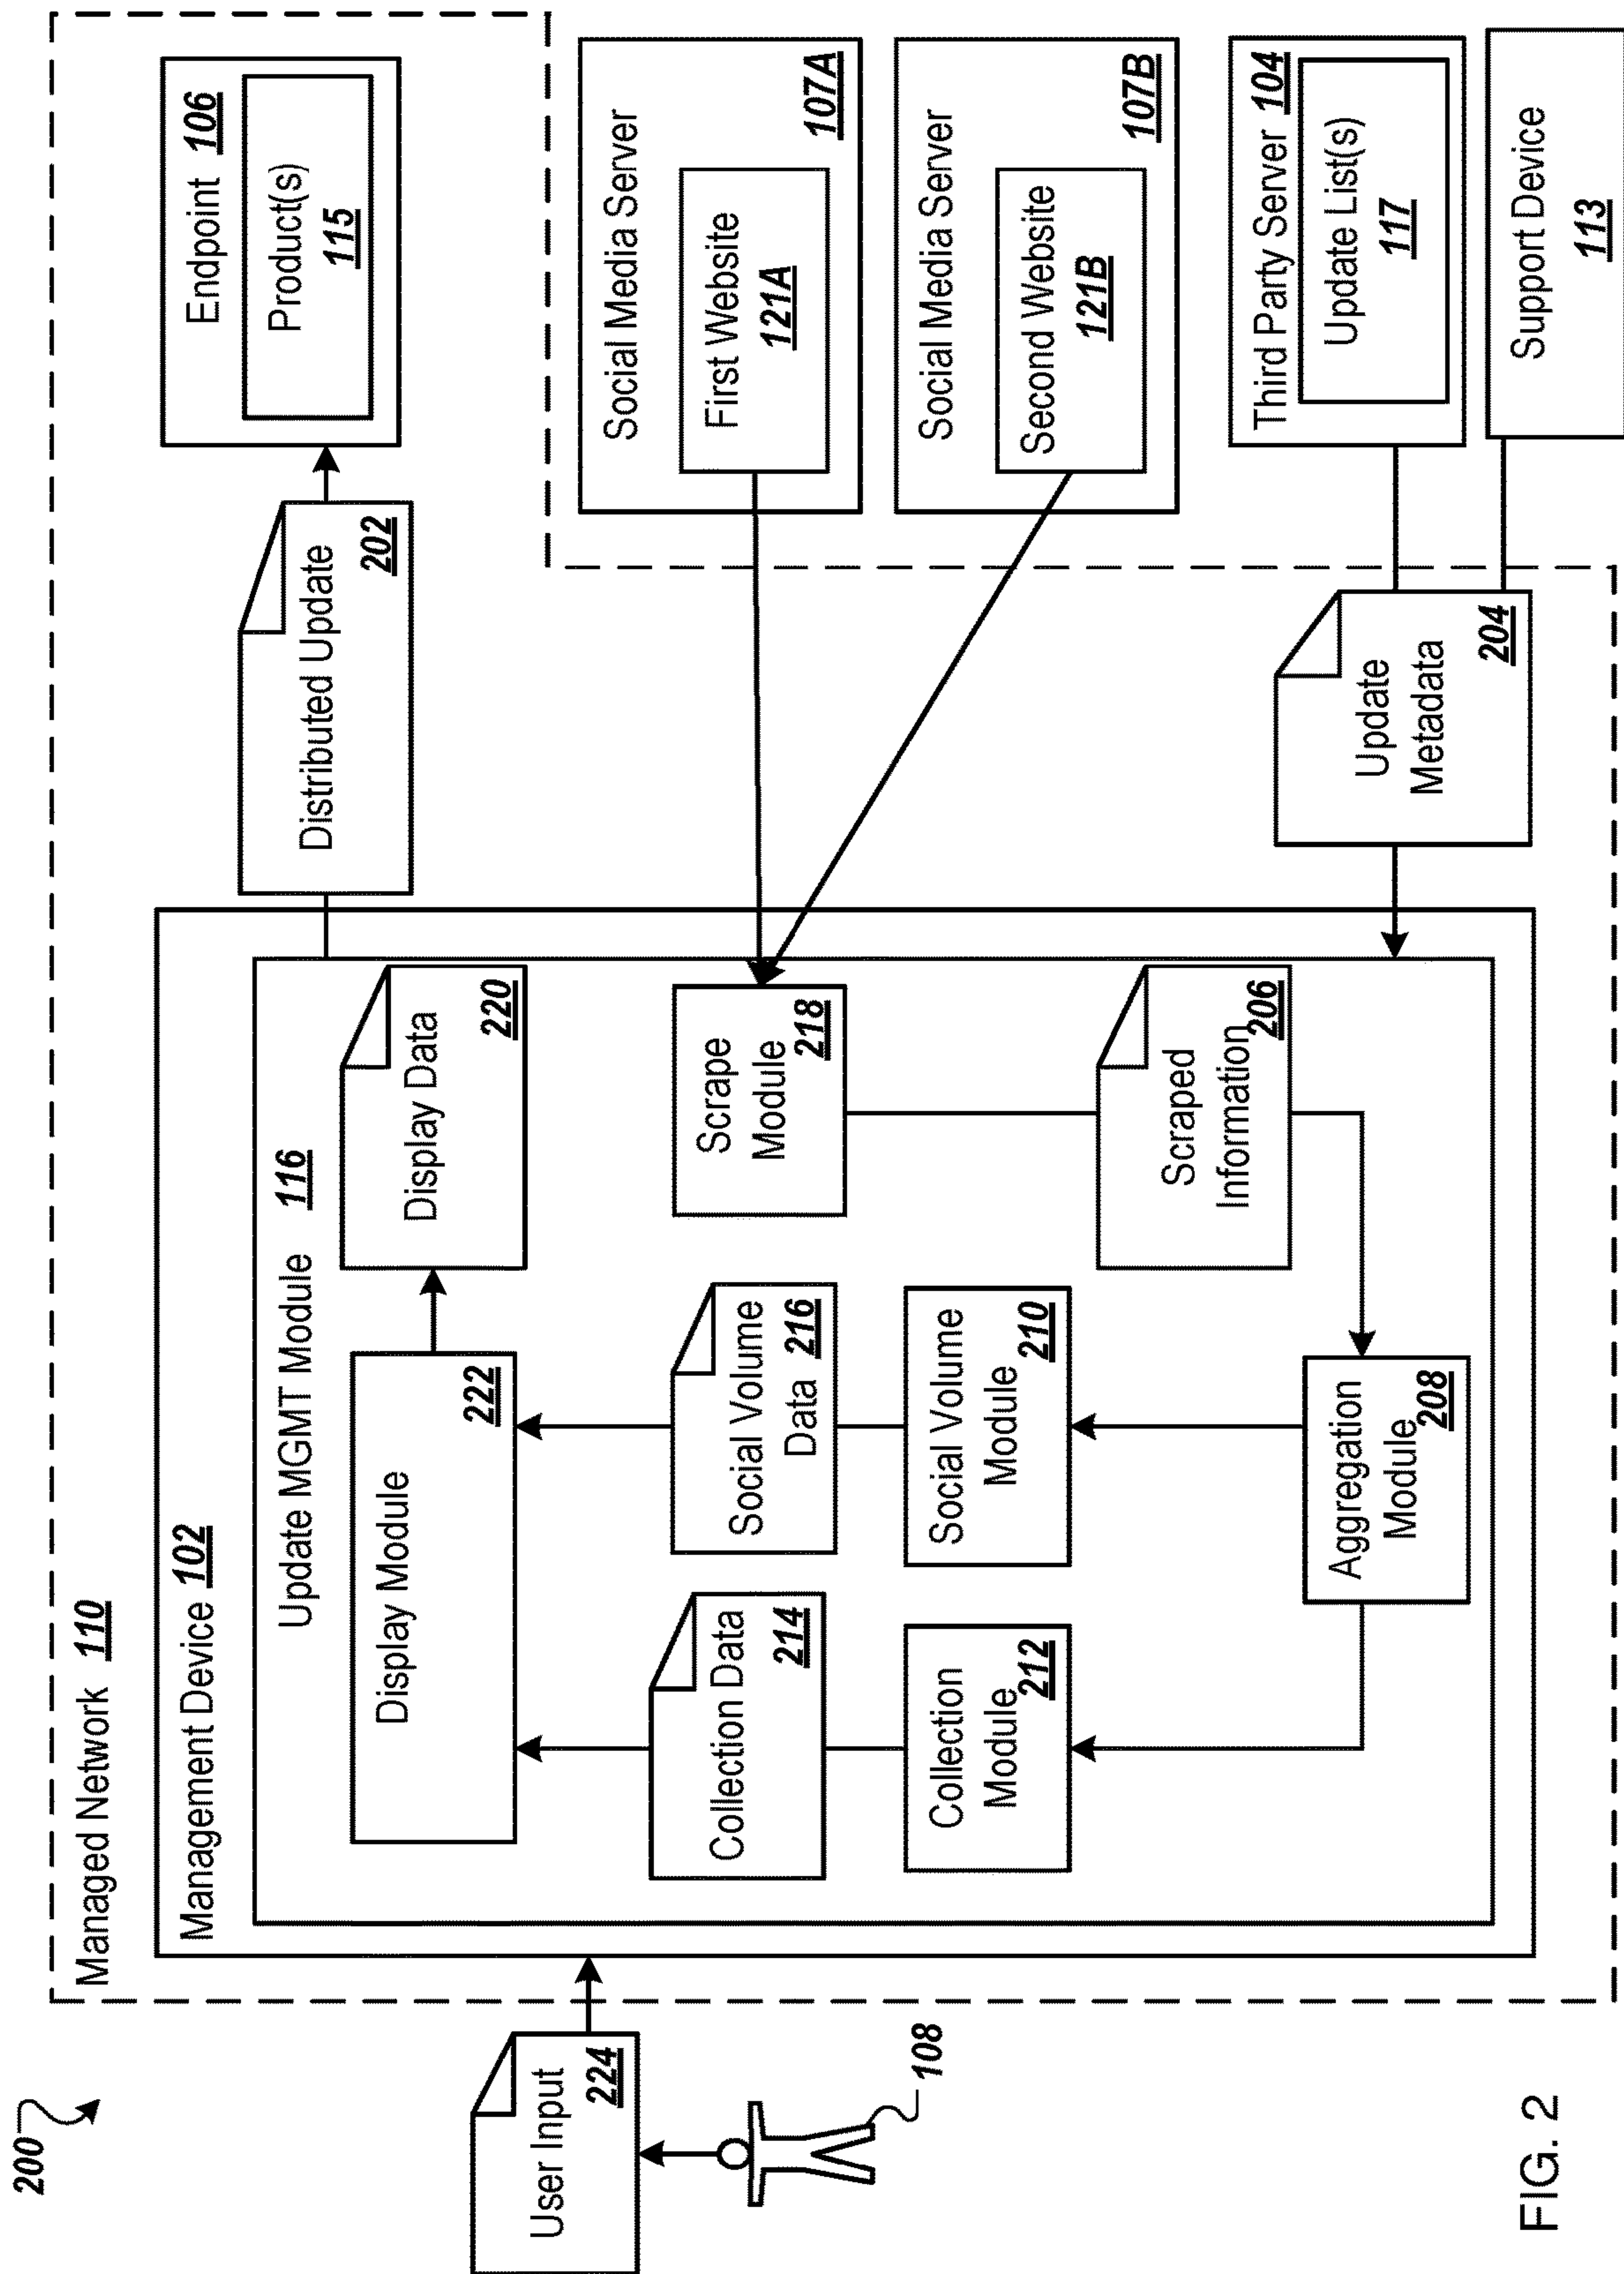 200
Managed Network 110
Management Device 102
Update MGMT Module 116
Display Module
222
Display Data
220
Collection Data
214
Social Volume
Data 216
Scrape
Module
218
Collection
Module
212
Social Volume
Module 210
Scraped
Information
206
Aggregation
Module
208
User Input
224
108
Distributed Update
202
Endpoint 106
Product(s)
115
Social Media Server
First Website
121A
107A
Social Media Server
Second Website
121B
107B
Update
Metadata
204
Third Party Server 104
Update List(s)
117
Support Device
113
FIG. 2